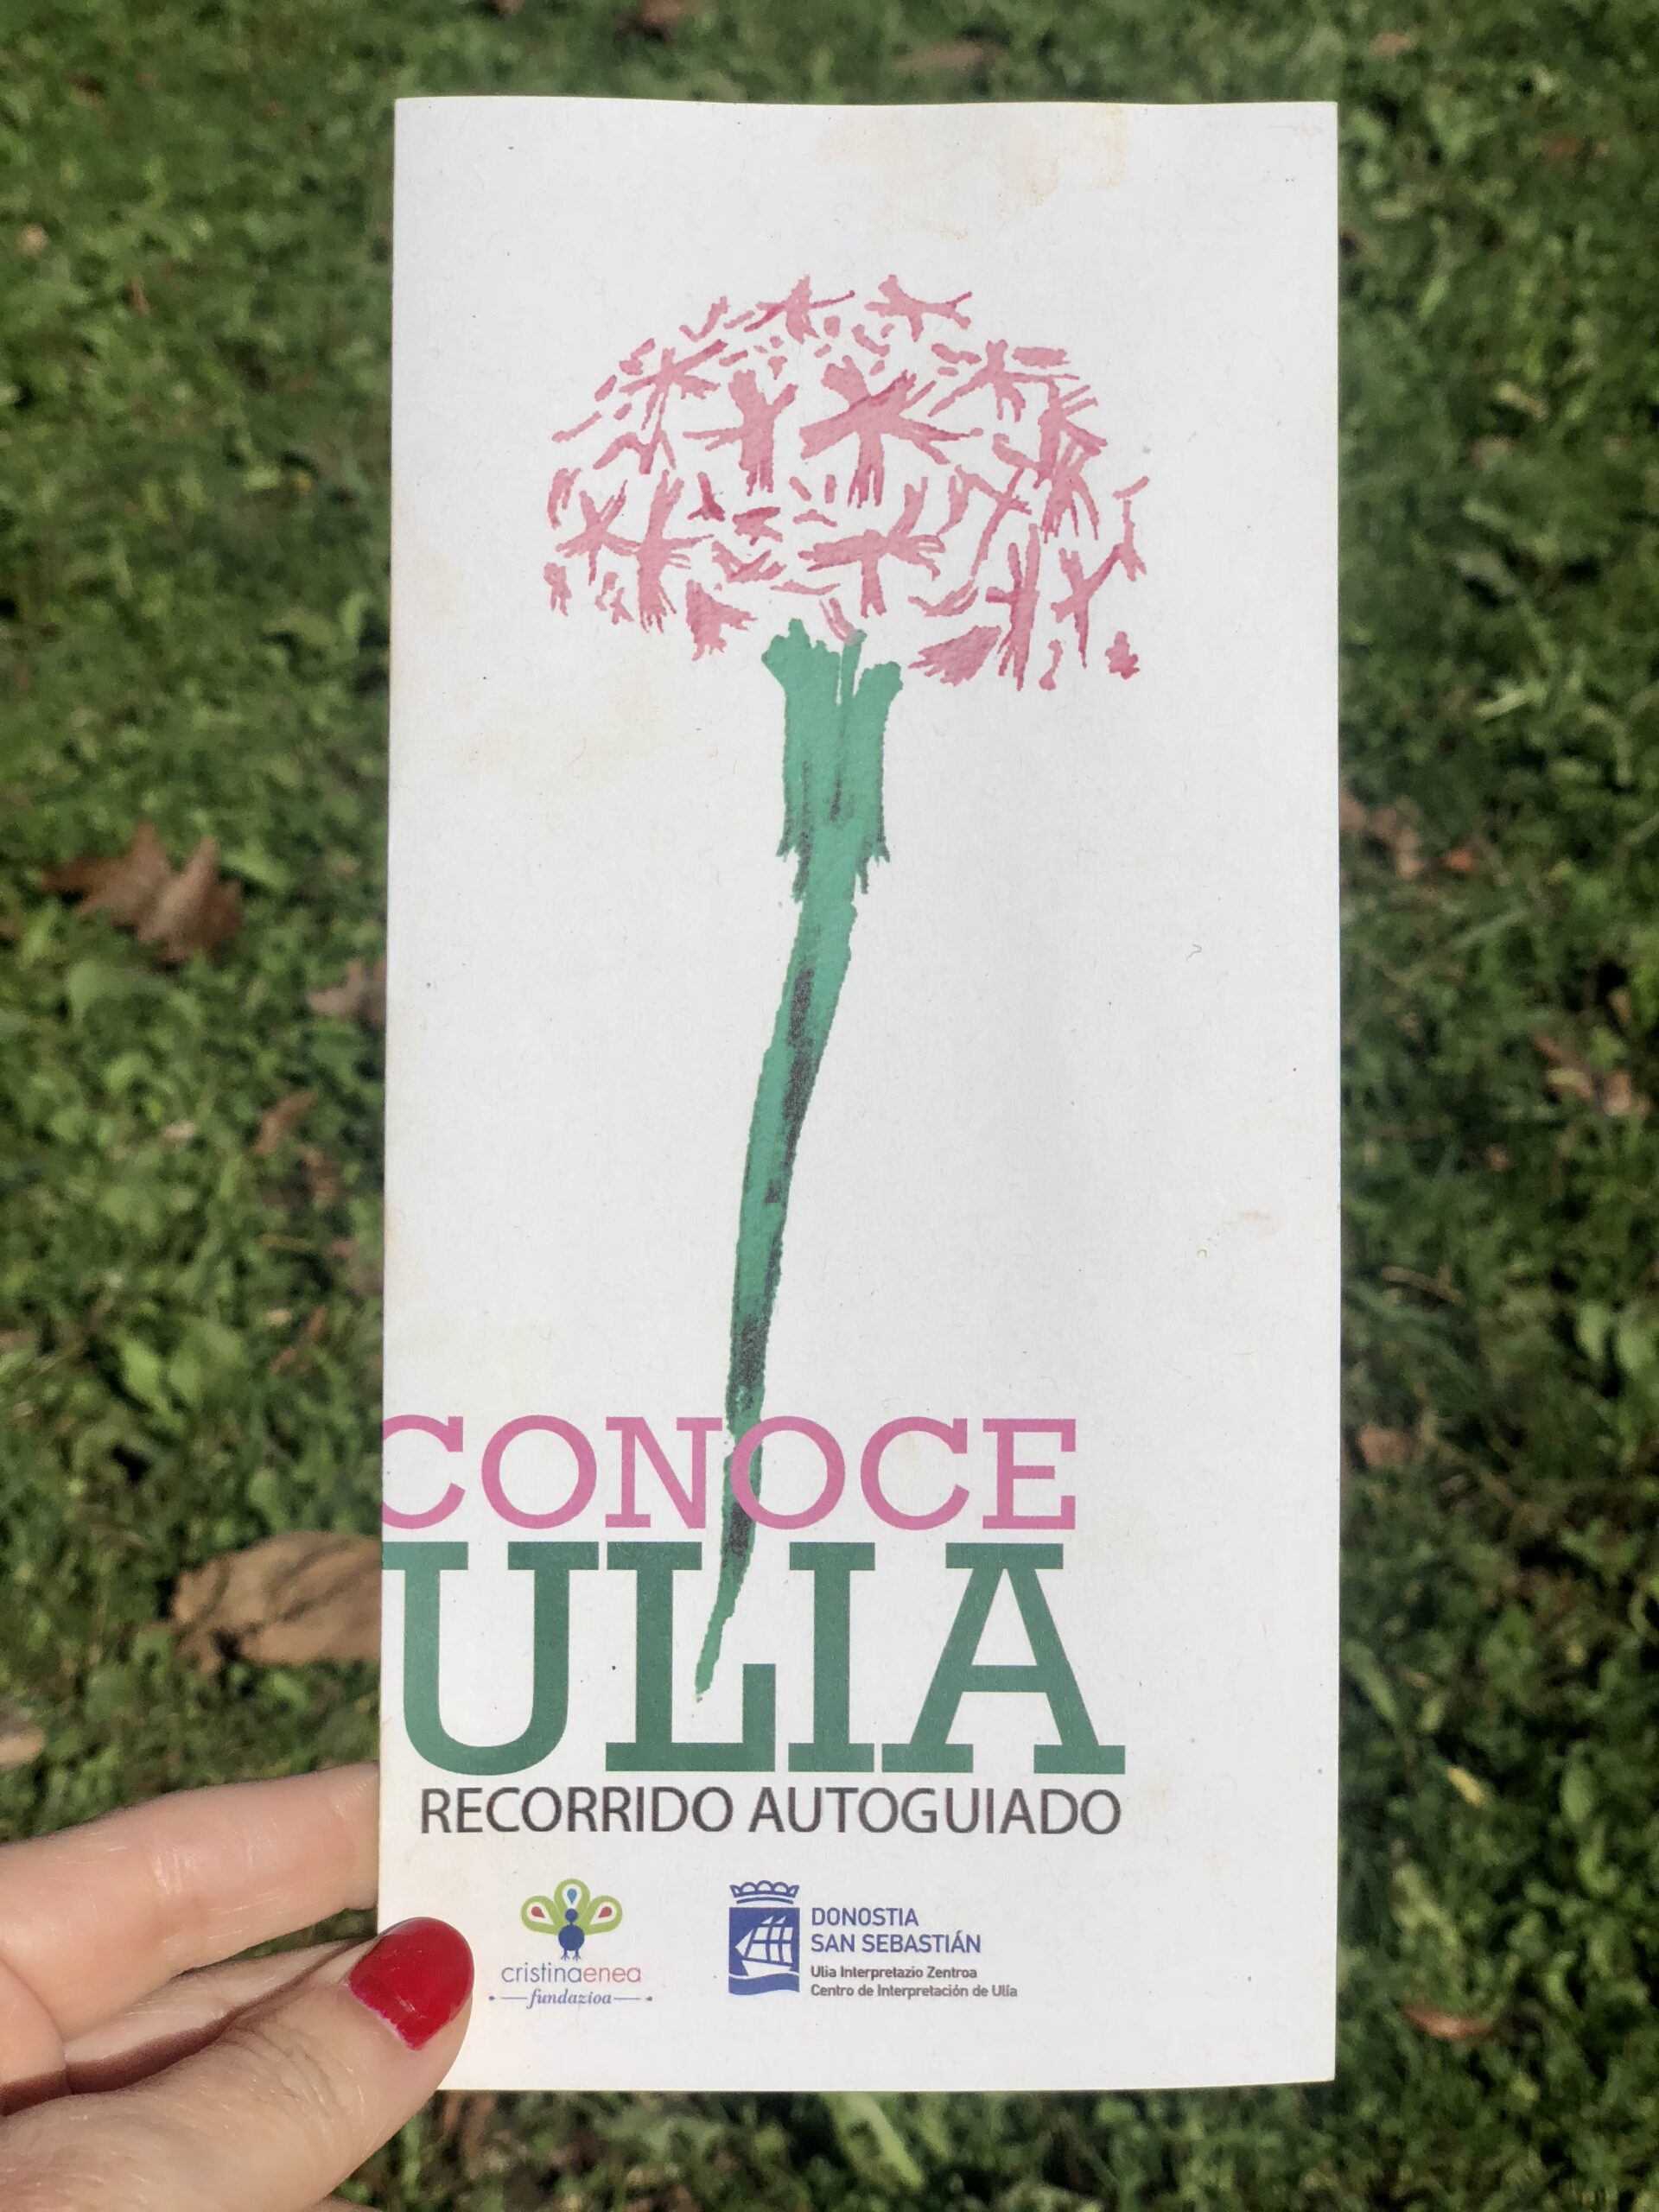 CONOCE
ULIA
RECORRIDO AUTOGUIADO
cristinaenea
fundazioa
DONOSTIA
SAN SEBASTIÁN
Ulia Interpretazio Zentroa
Centro de Interpretación de Ulía